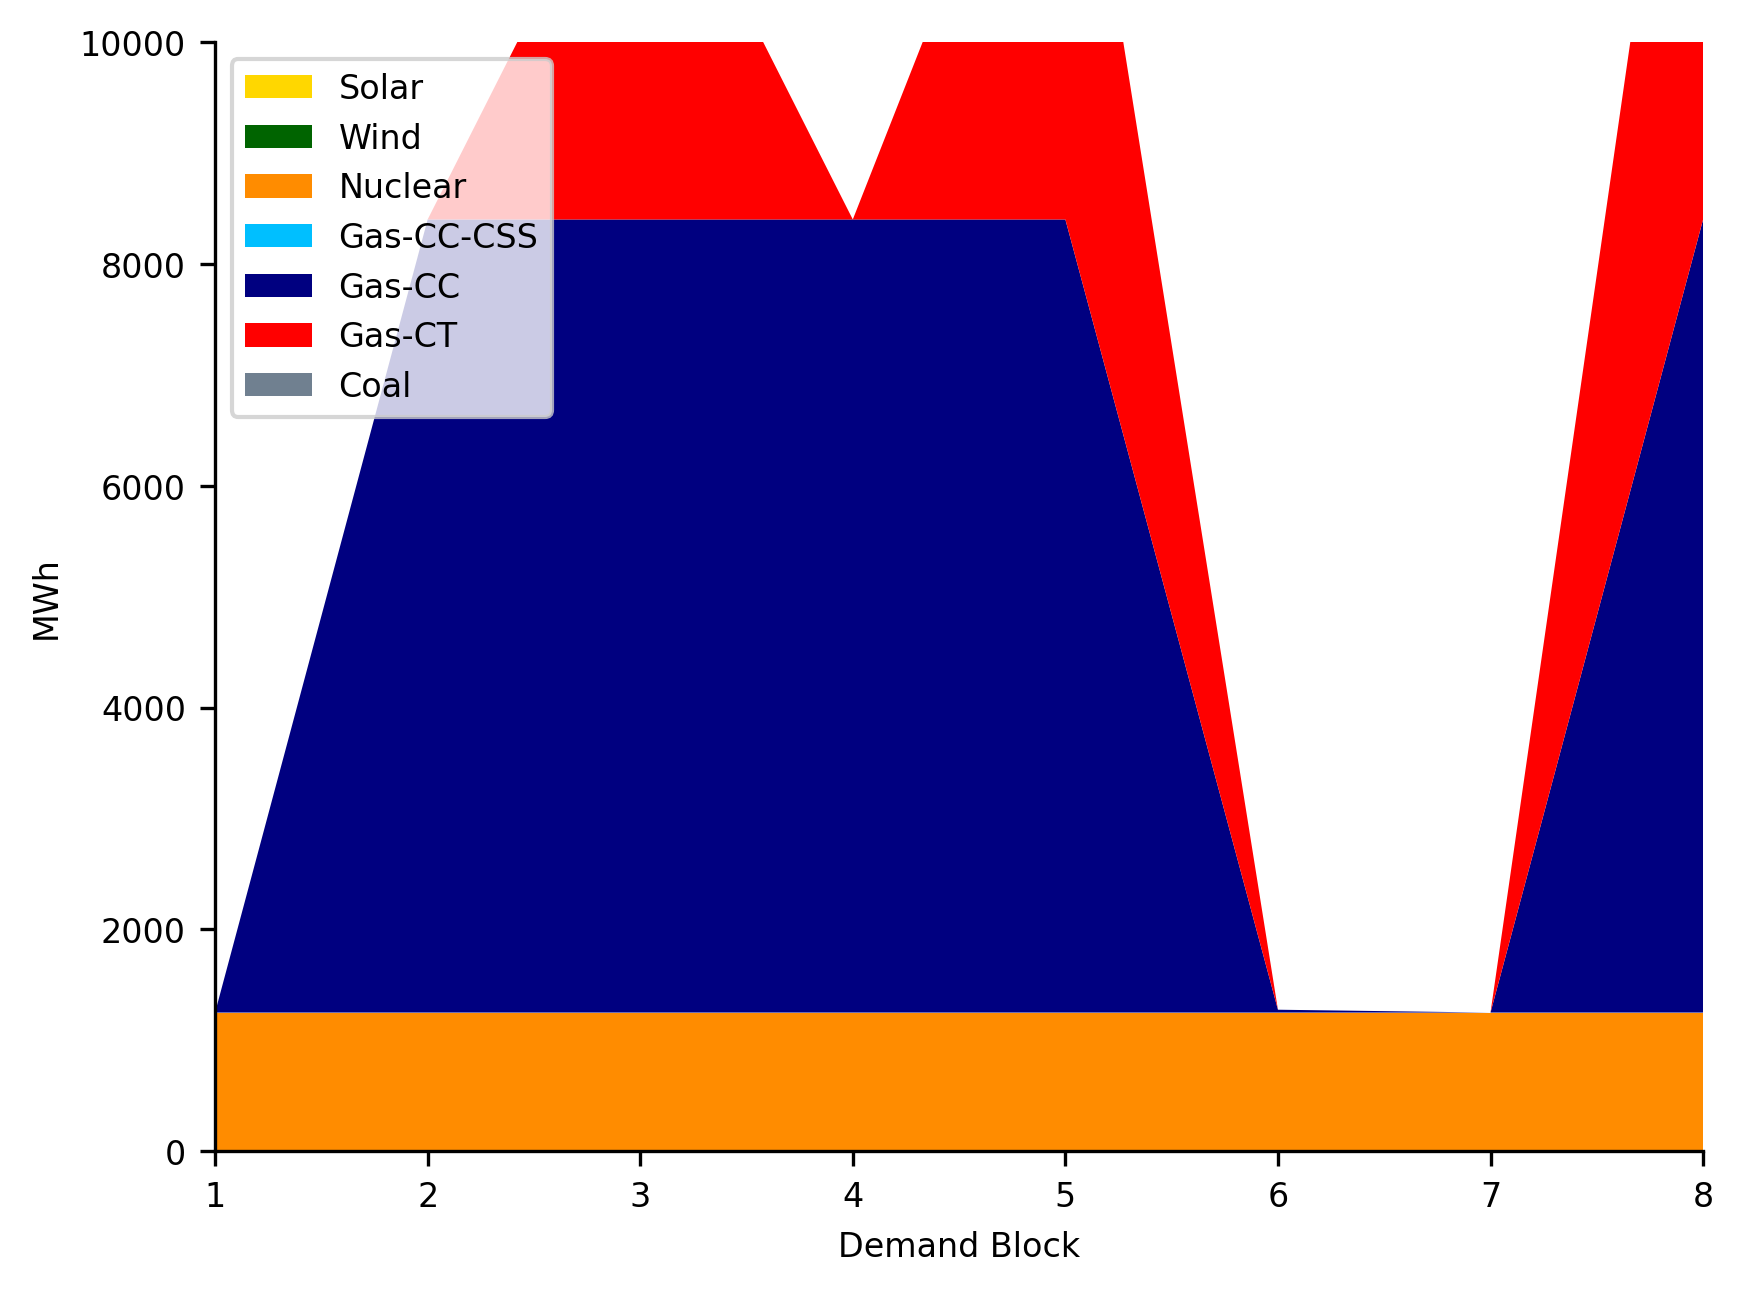 10000
8000
6000
4000
2000
0
MWh
Solar
Wind
Nuclear
Gas-CC-CSS
Gas-CC
Gas-CT
Coal
1 2 3 4 5 6 7 8
Demand Block